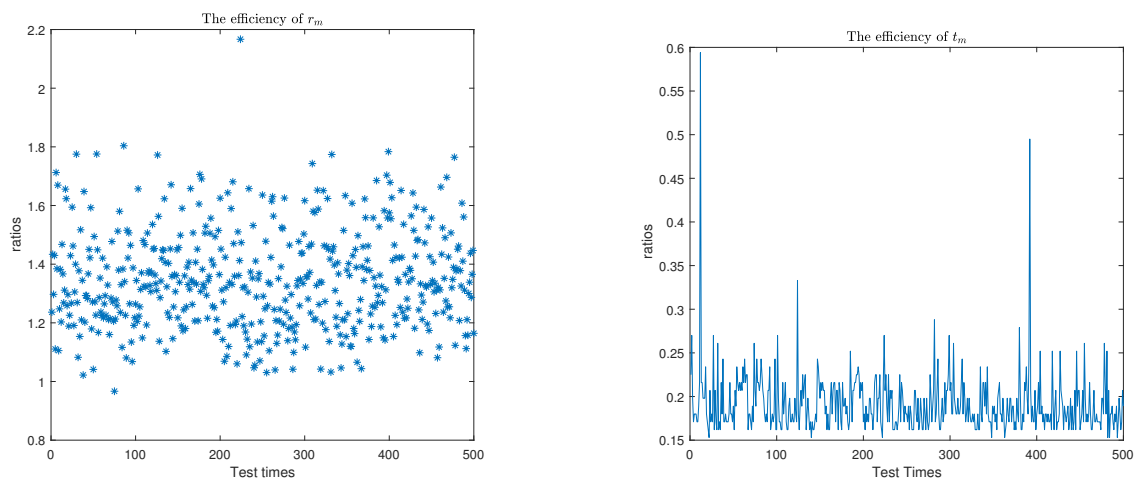 The efficiency of r_m
2.2
2
1.8
1.6
1.4
1.2
1
0.8
ratios
0 100 200 300 400 500
Test times
The efficiency of t_m
0.6
0.55
0.5
0.45
0.4
0.35
0.3
0.25
0.2
0.15
ratios
0 100 200 300 400 500
Test Times